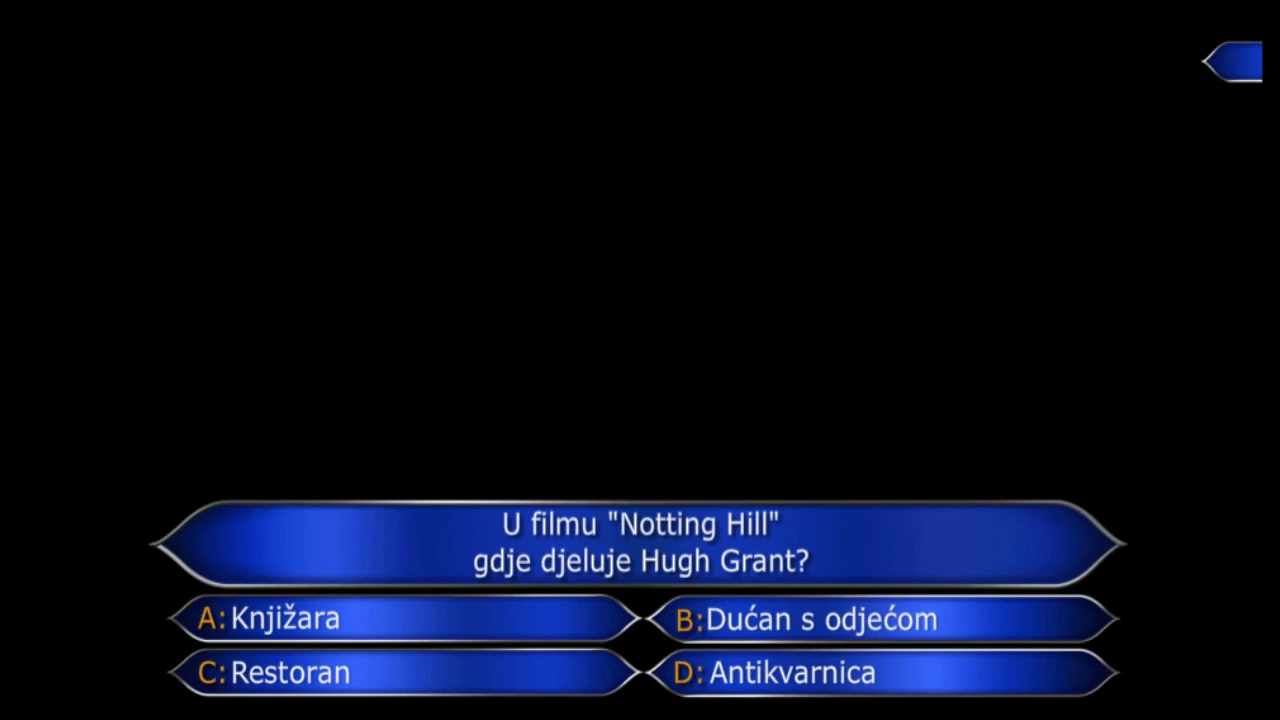 U filmu "Notting Hill"
gdje djeluje Hugh Grant?
A: Knjižara
B: Dućan s odjećom
C: Restoran
D: Antikvarnica